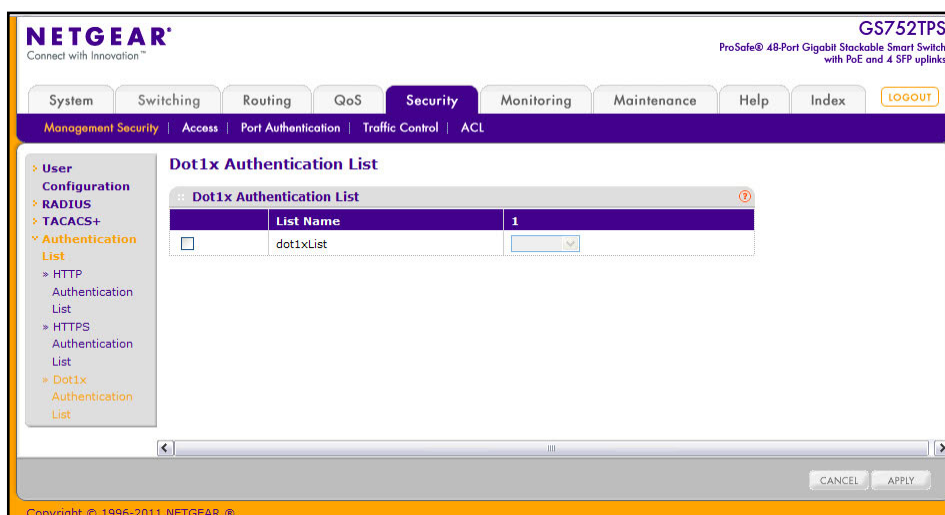 NETGEAR®
Connect with Innovation™
GS752TPS
ProSafe® 48-Port Gigabit Stackable Smart Switch
with PoE and 4 SFP uplinks
System Switching Routing QoS Security Monitoring Maintenance Help Index LOGOUT
Management Security | Access | Port Authentication | Traffic Control | ACL
User
Configuration
RADIUS
TACACS+
Authentication
List
» HTTP
Authentication
List
» HTTPS
Authentication
List
» Dot1x
Authentication
List
Dot1x Authentication List
Dot1x Authentication List ?
List Name 1
dot1xList
CANCEL APPLY
Copyright © 1996-2011 NETGEAR ®